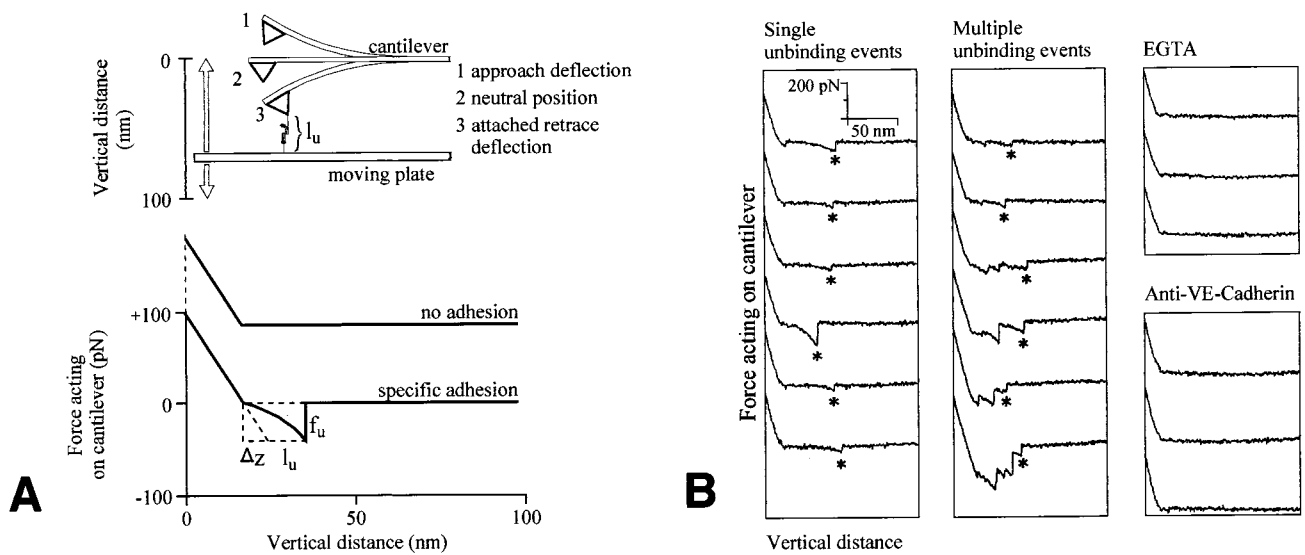 1
cantilever
0
2
3
} lᵤ
1 approach deflection
2 neutral position
3 attached retrace
deflection
Vertical distance
(nm)
moving plate
100
no adhesion
+100
specific adhesion
0
fᵤ
Δz
lᵤ
-100
Force acting
on cantilever (pN)
0
50
100
Vertical distance (nm)
A
Single
unbinding events
Multiple
unbinding events
EGTA
200 pN
50 nm
*
*
*
*
*
*
*
*
*
*
*
*
Anti-VE-Cadherin
Force acting on cantilever
Vertical distance
B